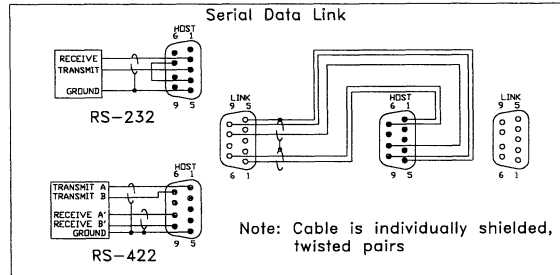 Serial Data Link
HOST
6 1
RECEIVE
TRANSMIT
GROUND
9 5
RS-232
LINK
9 5
6 1
HOST
6 1
9 5
LINK
9 5
6 1
HOST
6 1
TRANSMIT A
TRANSMIT B
RECEIVE A'
RECEIVE B'
GROUND
9 5
RS-422
Note: Cable is individually shielded,
twisted pairs